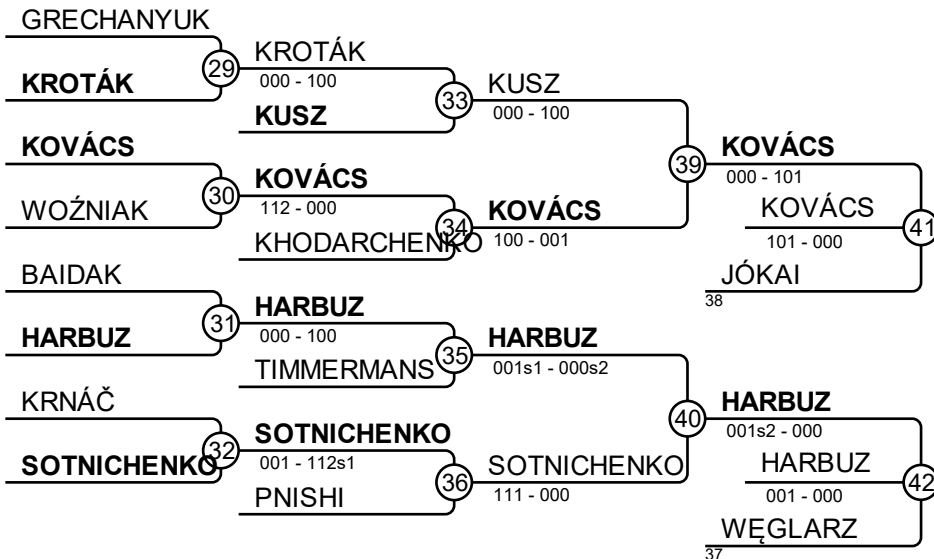 GRECHANYUK
29
KROTÁK
000 - 100
KROTÁK
33
KUSZ
000 - 100
KUSZ
KOVÁCS
39
KOVÁCS
000 - 101
30
KOVÁCS
112 - 000
WOŹNIAK
34
KOVÁCS
100 - 001
KHODARCHENKO
KOVÁCS
101 - 000
41
JÓKAI
38
BAIDAK
31
HARBUZ
000 - 100
HARBUZ
35
HARBUZ
001s1 - 000s2
TIMMERMANS
KRNÁČ
40
HARBUZ
001s2 - 000
32
SOTNICHENKO
001 - 112s1
SOTNICHENKO
36
SOTNICHENKO
111 - 000
PNISHI
HARBUZ
001 - 000
42
WĘGLARZ
37